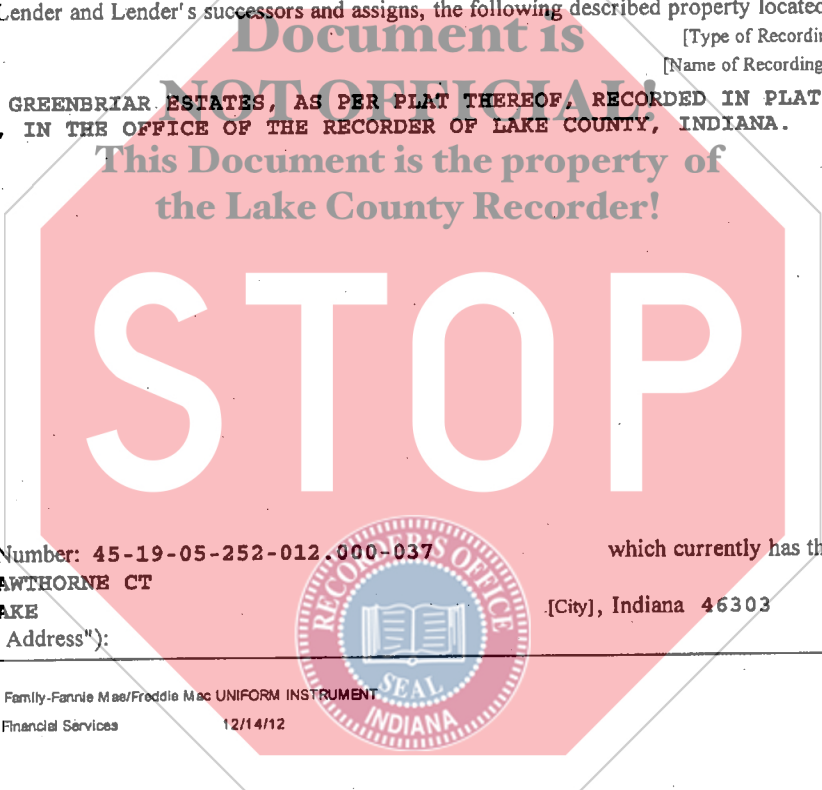 Lender and Lender's successors and assigns, the following described property located
Document is
[Type of Recordin
[Name of Recording
NOT OFFICIAL!
GREENBRIAR ESTATES, AS PER PLAT THEREOF, RECORDED IN PLAT
, IN THE OFFICE OF THE RECORDER OF LAKE COUNTY, INDIANA.
This Document is the property of
the Lake County Recorder!
STOP
Number: 45-19-05-252-012.000-037 which currently has th
AWTHORNE CT
AKE [City], Indiana 46303
Address"):
RECORDER'S OFFICE
SEAL
INDIANA
Family-Fannie Mae/Freddie Mac UNIFORM INSTRUMENT
Financial Services 12/14/12